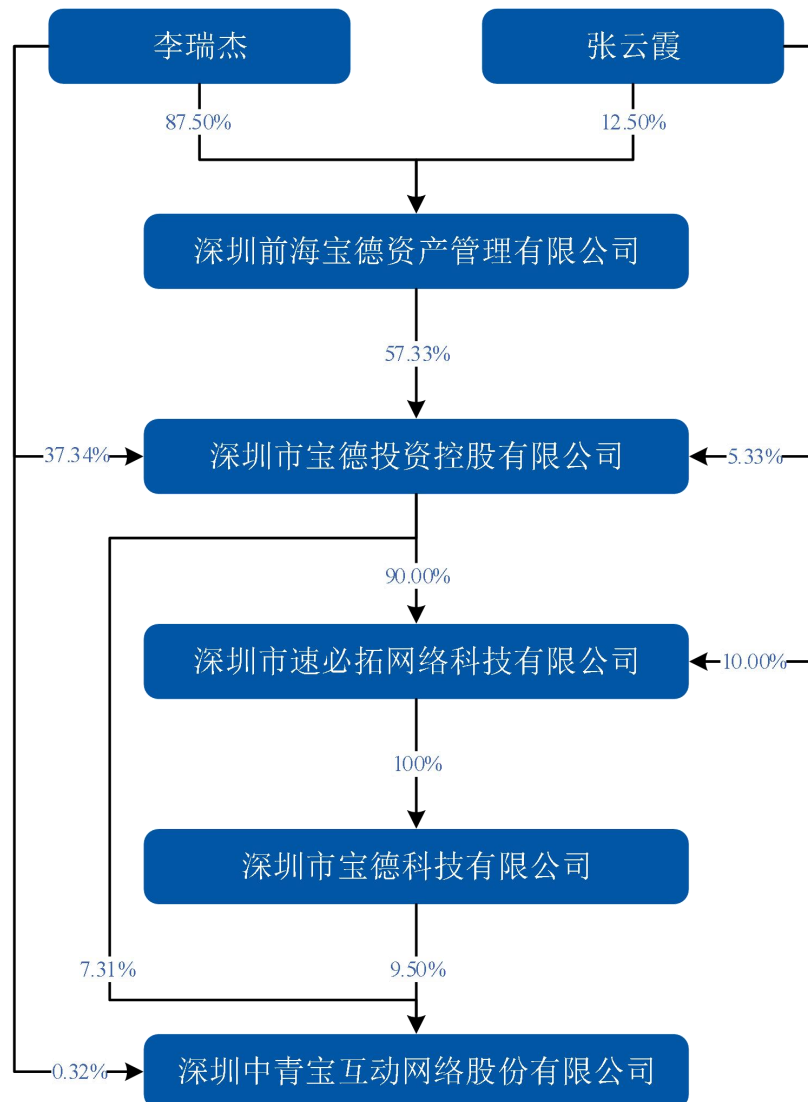 李瑞杰
张云霞
87.50%
12.50%
深圳前海宝德资产管理有限公司
57.33%
37.34%
深圳市宝德投资控股有限公司
5.33%
90.00%
深圳市速必拓网络科技有限公司
10.00%
100%
深圳市宝德科技有限公司
7.31%
9.50%
0.32%
深圳中青宝互动网络股份有限公司